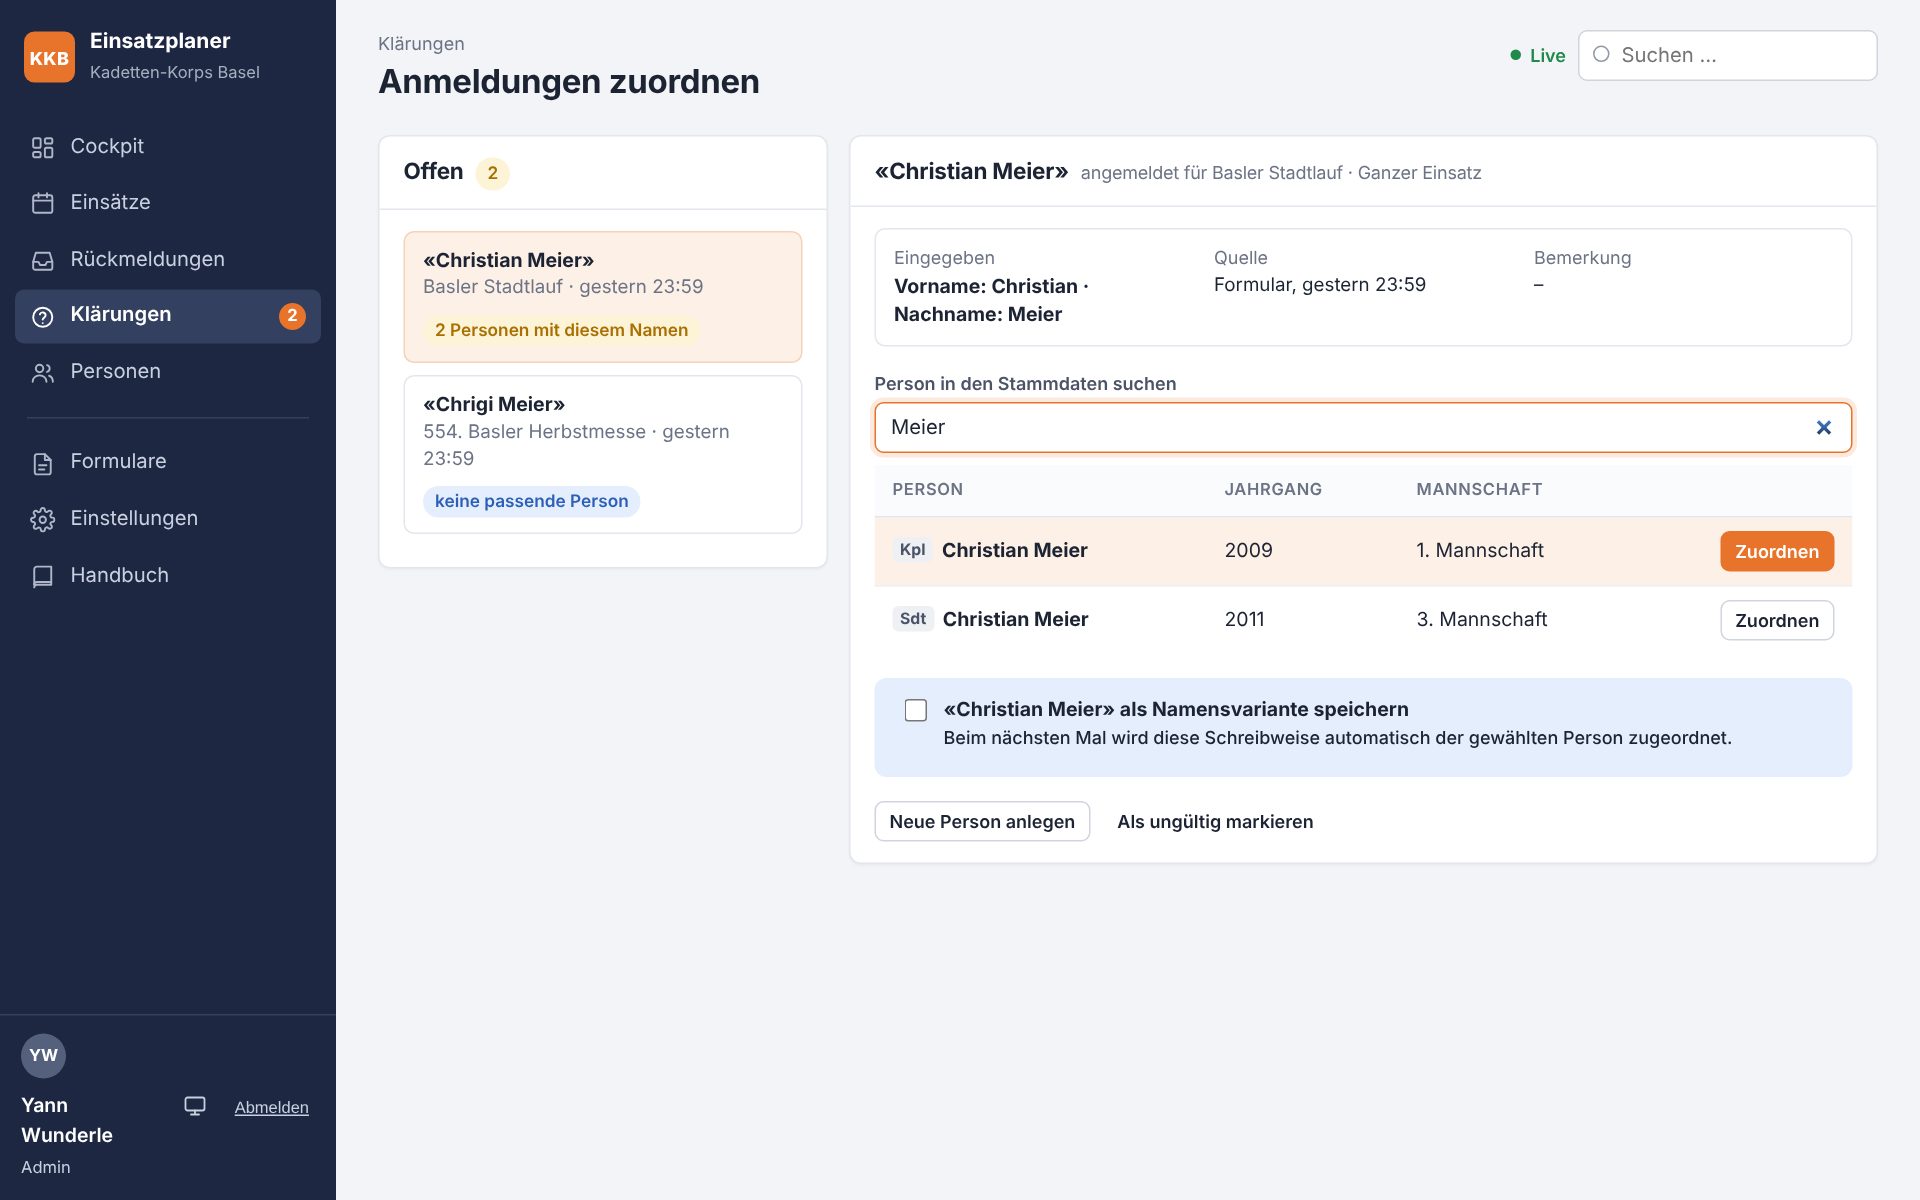 KKB
Einsatzplaner
Kadetten-Korps Basel
Cockpit
Einsätze
Rückmeldungen
Klärungen 2
Personen
Formulare
Einstellungen
Handbuch
YW
Yann
Wunderle
Abmelden
Admin
Klärungen
Anmeldungen zuordnen
Live
Suchen ...
Offen 2
«Christian Meier»
Basler Stadtlauf · gestern 23:59
2 Personen mit diesem Namen
«Chrigi Meier»
554. Basler Herbstmesse · gestern
23:59
keine passende Person
«Christian Meier» angemeldet für Basler Stadtlauf · Ganzer Einsatz
Eingegeben
Vorname: Christian ·
Nachname: Meier
Quelle
Formular, gestern 23:59
Bemerkung
–
Person in den Stammdaten suchen
Meier
PERSON JAHRGANG MANNSCHAFT
Kpl Christian Meier 2009 1. Mannschaft Zuordnen
Sdt Christian Meier 2011 3. Mannschaft Zuordnen
«Christian Meier» als Namensvariante speichern
Beim nächsten Mal wird diese Schreibweise automatisch der gewählten Person zugeordnet.
Neue Person anlegen Als ungültig markieren